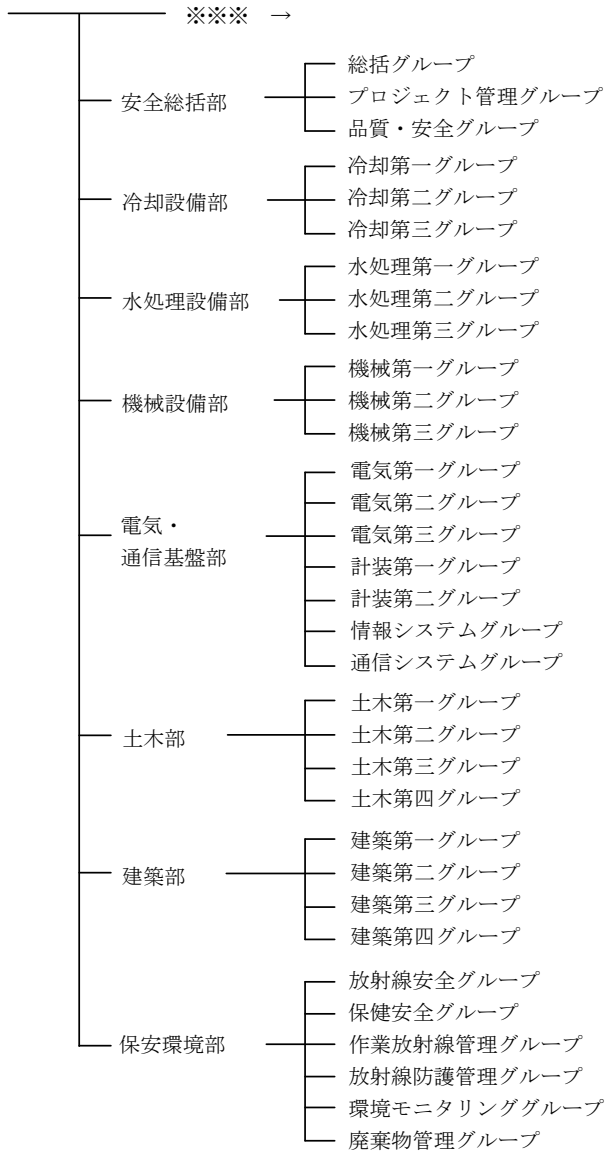 ※※※ →
安全総括部
総括グループ
プロジェクト管理グループ
品質・安全グループ
冷却設備部
冷却第一グループ
冷却第二グループ
冷却第三グループ
水処理設備部
水処理第一グループ
水処理第二グループ
水処理第三グループ
機械設備部
機械第一グループ
機械第二グループ
機械第三グループ
電気・
通信基盤部
電気第一グループ
電気第二グループ
電気第三グループ
計装第一グループ
計装第二グループ
情報システムグループ
通信システムグループ
土木部
土木第一グループ
土木第二グループ
土木第三グループ
土木第四グループ
建築部
建築第一グループ
建築第二グループ
建築第三グループ
建築第四グループ
保安環境部
放射線安全グループ
保健安全グループ
作業放射線管理グループ
放射線防護管理グループ
環境モニタリンググループ
廃棄物管理グループ